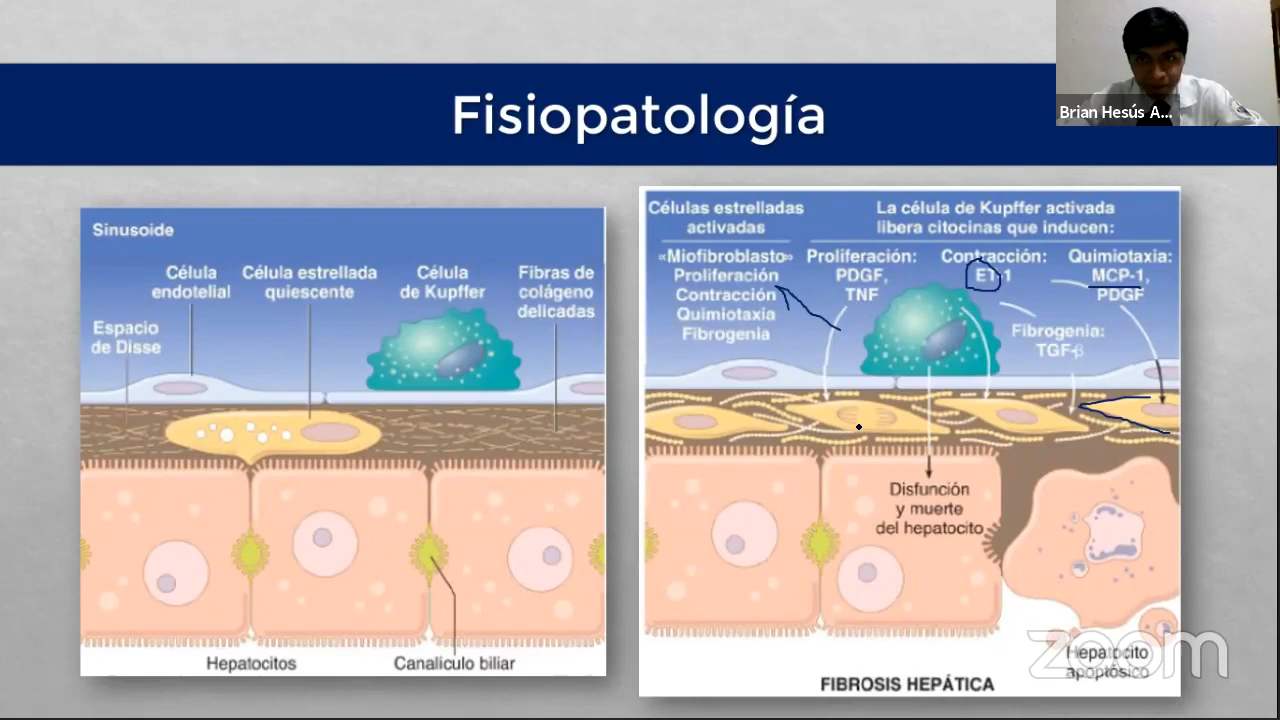 Fisiopatología
Brian Hesús A...
Sinusoide
Célula
endotelial
Célula estrellada
quiescente
Célula
de Kupffer
Fibras de
colágeno
delicadas
Espacio
de Disse
Hepatocitos
Canalículo biliar
Células estrelladas
activadas
«Miofibroblasto»
Proliferación
Contracción
Quimiotaxia
Fibrogenia
La célula de Kupffer activada
libera citocinas que inducen:
Proliferación:
PDGF,
TNF
Contracción:
ET-1
Quimiotaxia:
MCP-1,
PDGF
Fibrogenia:
TGF-β
Disfunción
y muerte
del hepatocito
Hepatocito
apoptósico
FIBROSIS HEPÁTICA
zoom